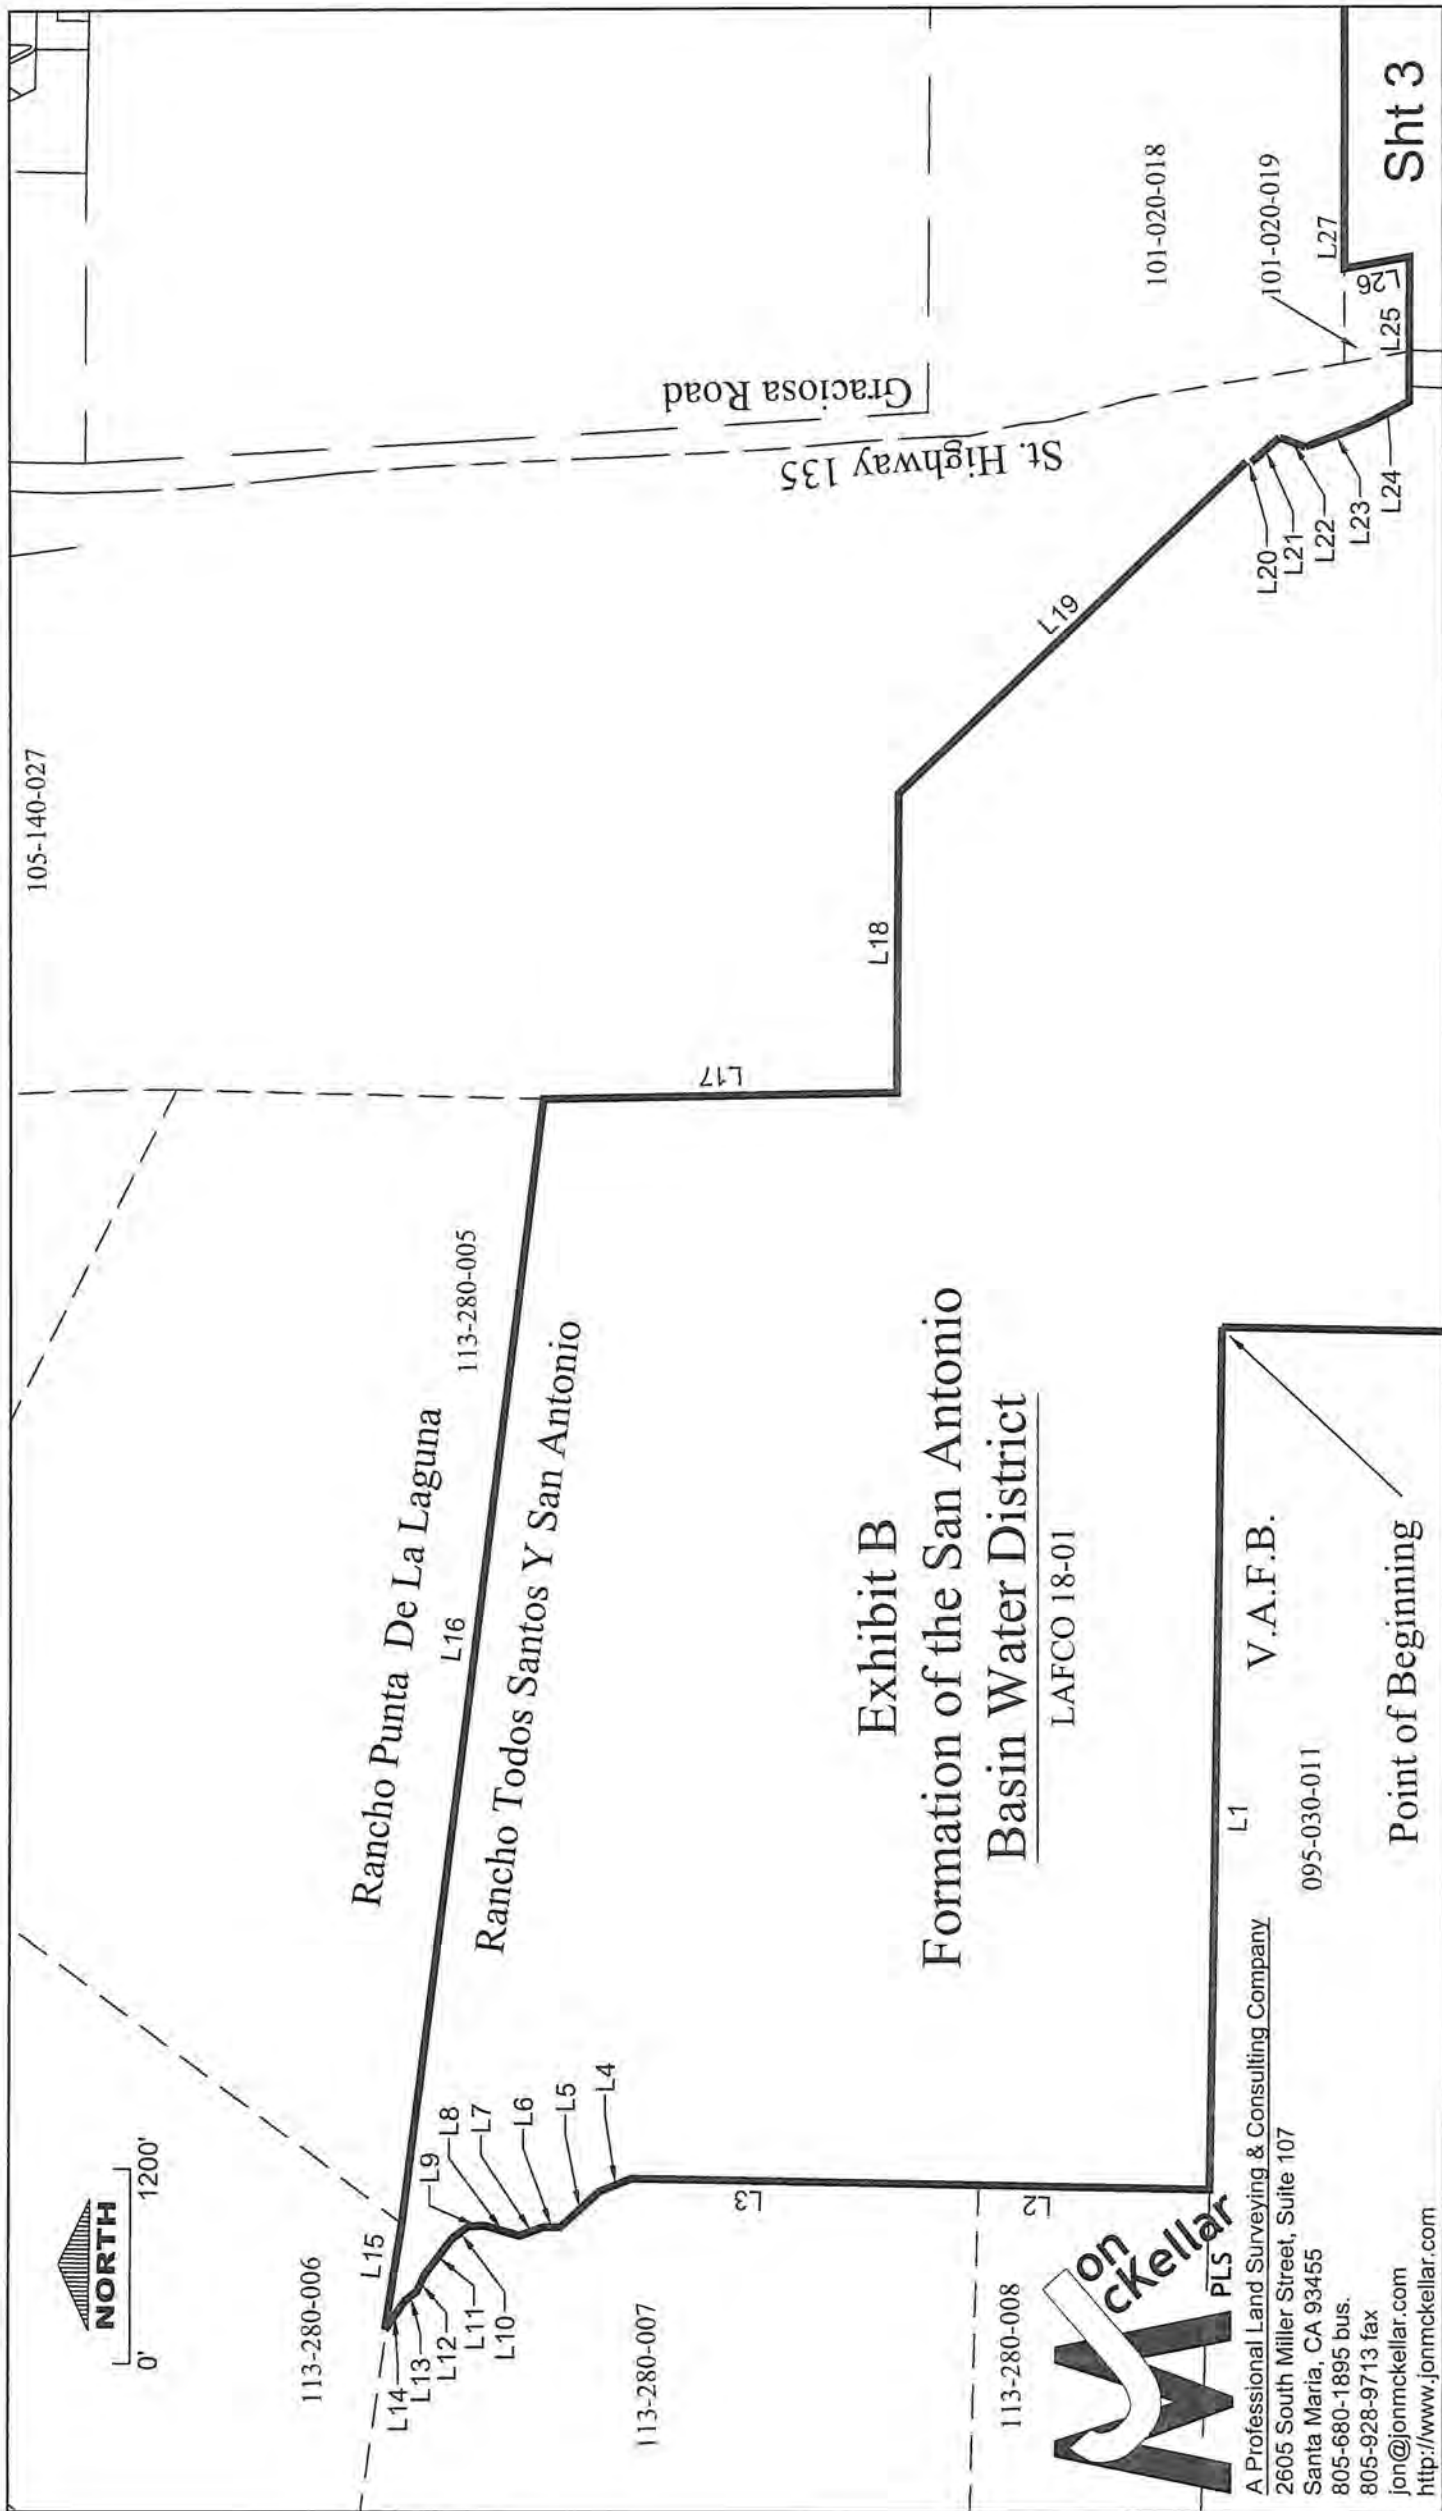 NORTH
0' 1200'
105-140-027
113-280-006
L15
L14
L13
L12
L11
L10
L9
L8
L7
L6
L5
L4
L3
L2
113-280-007
113-280-008
Rancho Punta De La Laguna
L16
113-280-005
Rancho Todos Santos Y San Antonio
L17
L18
L19
St. Highway 135
Graciosa Road
101-020-018
101-020-019
L20
L21
L22
L23
L24
L25
L26
L27
Sht 3
Exhibit B
Formation of the San Antonio
Basin Water District
LAFCO 18-01
L1
V.A.F.B.
095-030-011
Point of Beginning
Jon
McKellar
PLS
A Professional Land Surveying & Consulting Company
2605 South Miller Street, Suite 107
Santa Maria, CA 93455
805-680-1895 bus.
805-928-9713 fax
jon@jonmckellar.com
http://www.jonmckellar.com